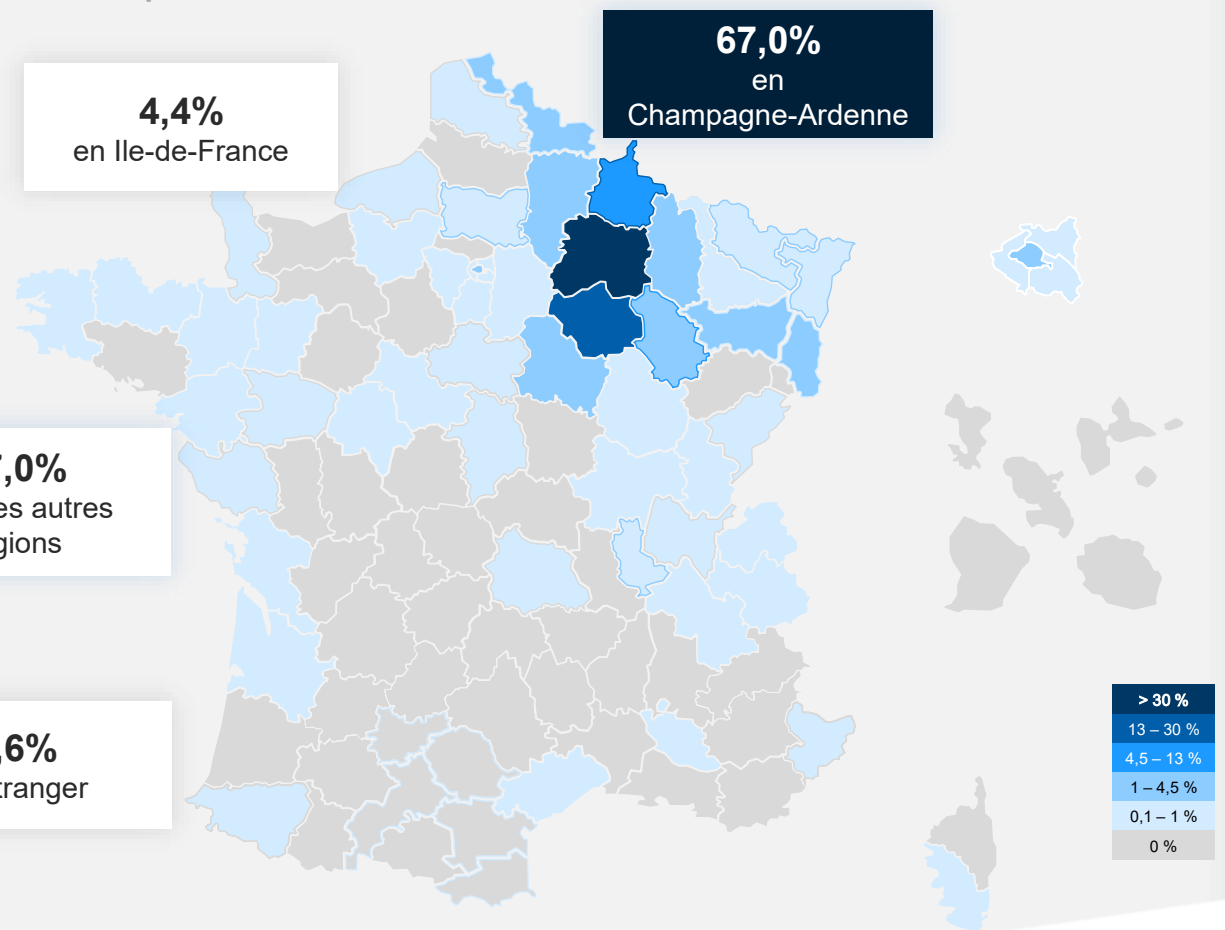 67,0%
en
Champagne-Ardenne
4,4%
en Ile-de-France
,0%
es autres
gions
,6%
tranger
> 30 %
13 – 30 %
4,5 – 13 %
1 – 4,5 %
0,1 – 1 %
0 %